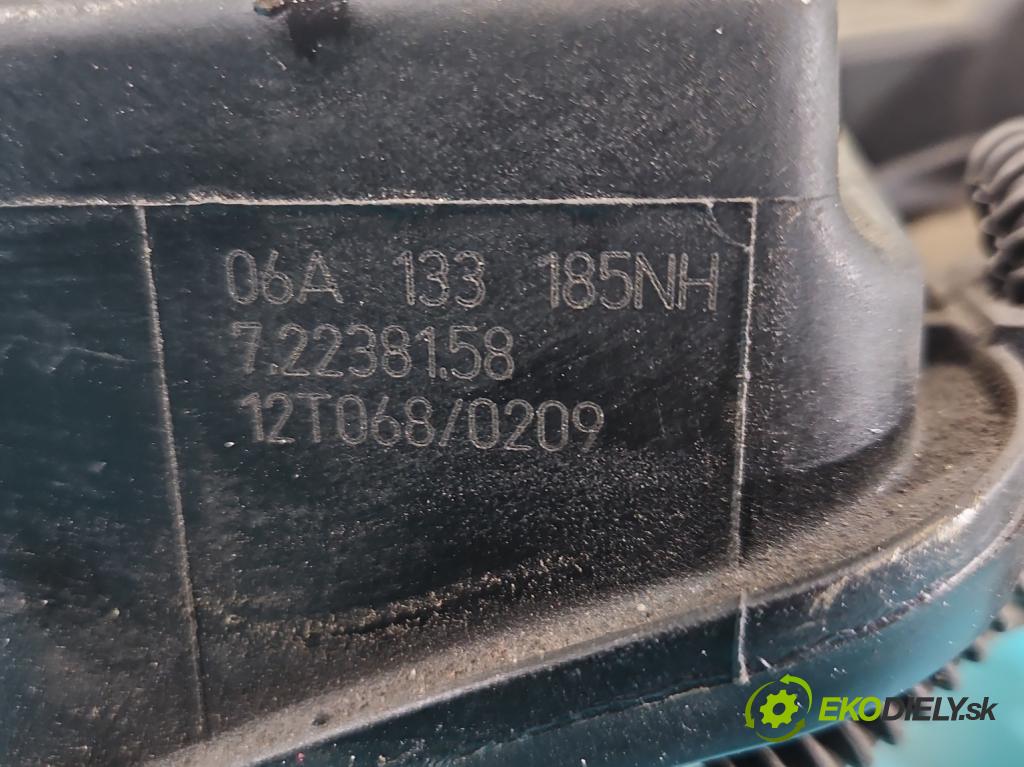 06A 133 185NH
7.22381.58
12T068/0209
EKODIELY.sk